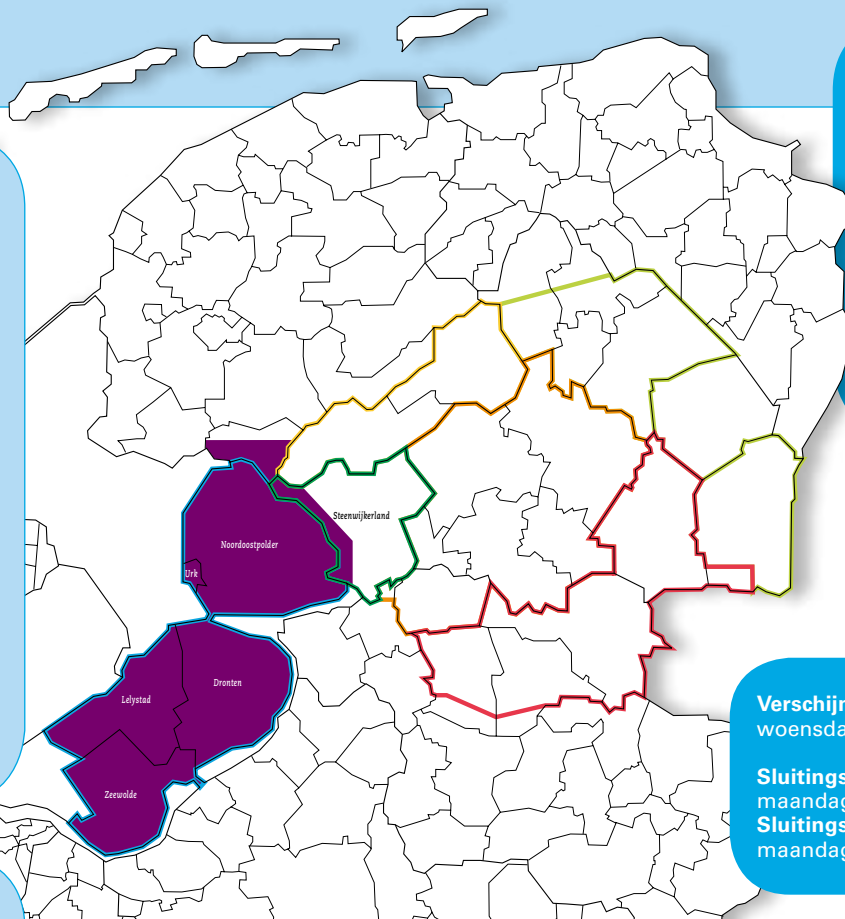 Steenwijkerland
Noordoostpolder
Urk
Dronten
Lelystad
Zeewolde
Verschijn
woensda
Sluitings
maandag
Sluitings
maandag